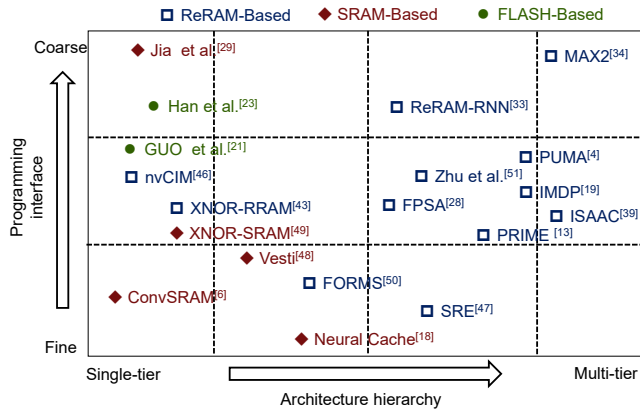 ReRAM-Based SRAM-Based FLASH-Based
Coarse
Jia et al.[29]
MAX2[34]
Han et al.[23]
ReRAM-RNN[33]
GUO et al.[21]
PUMA[4]
nvCIM[46]
Zhu et al.[51]
IMDP[19]
XNOR-RRAM[43]
FPSA[28]
ISAAC[39]
XNOR-SRAM[49]
PRIME [13]
Vesti[48]
FORMS[50]
ConvSRAM[6]
SRE[47]
Neural Cache[18]
Fine
Programming
interface
Single-tier
Multi-tier
Architecture hierarchy